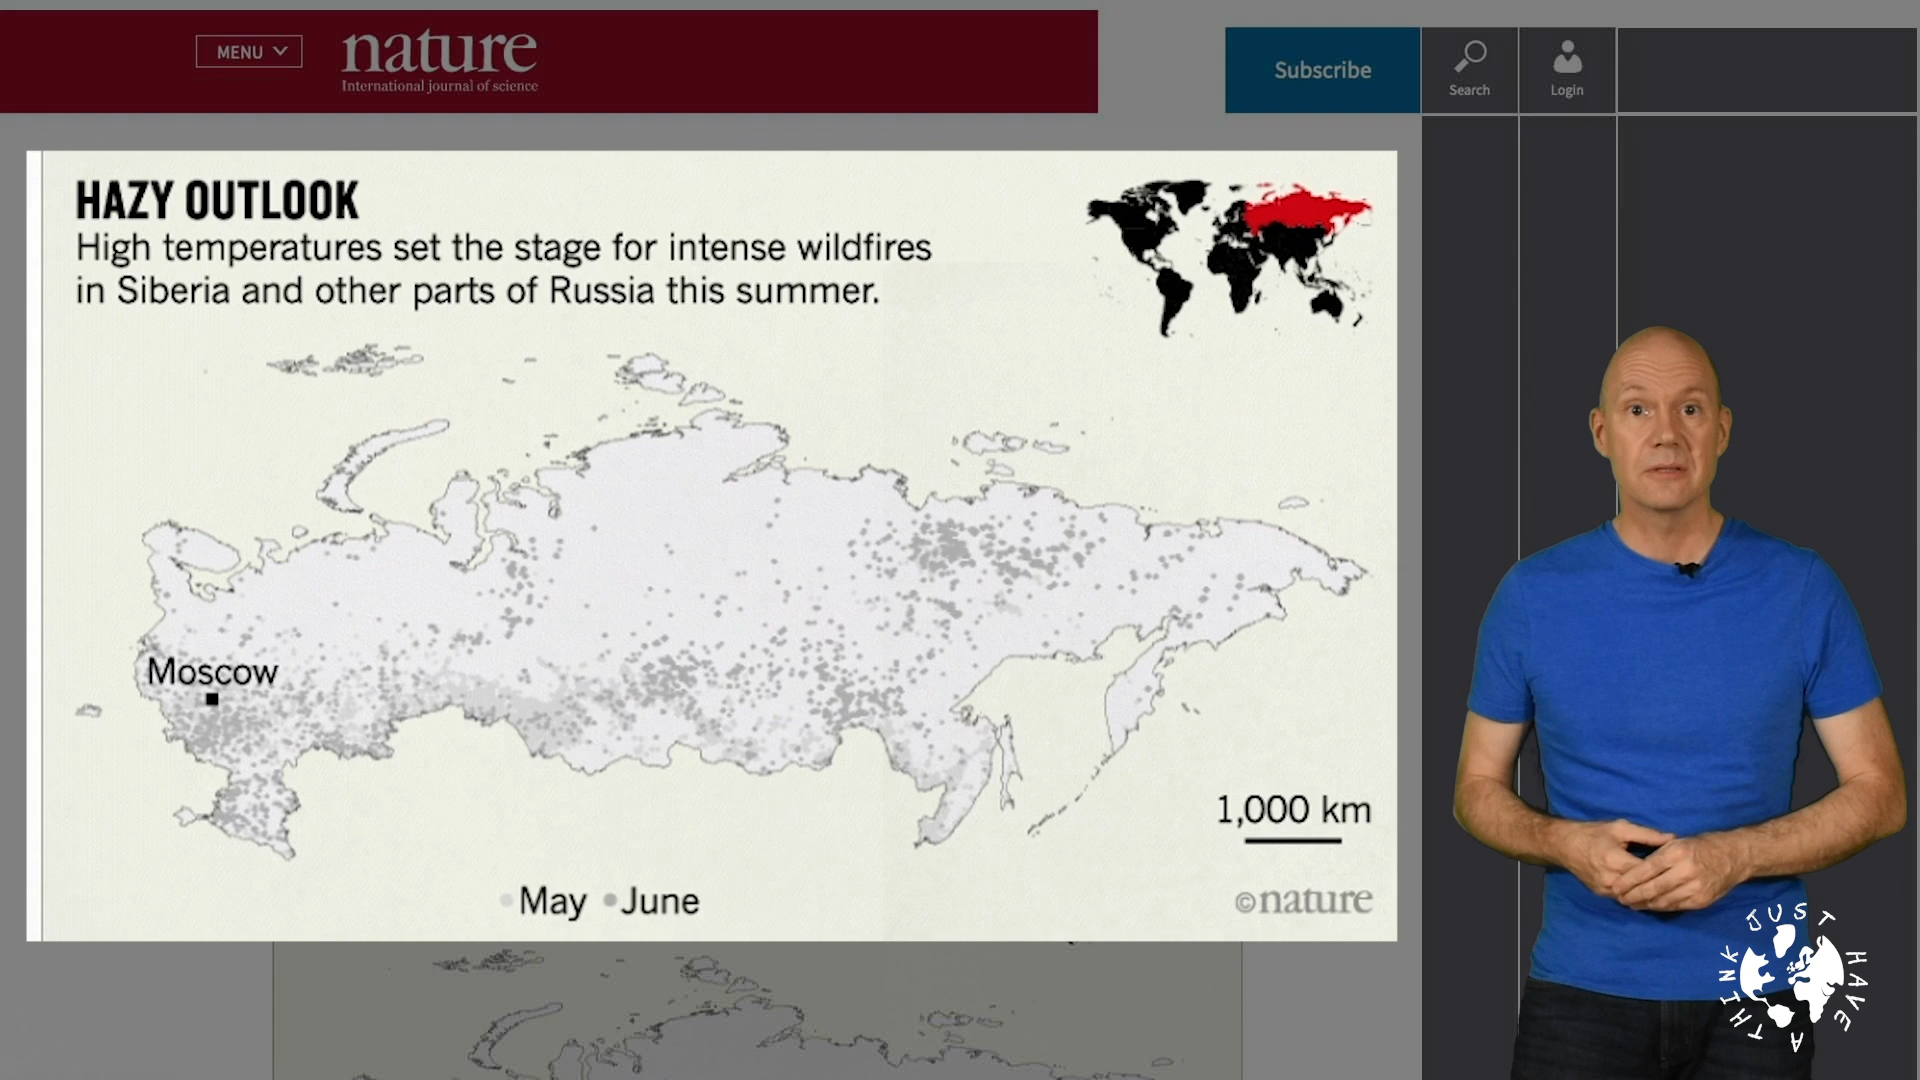 MENU
nature
International journal of science
Subscribe
Search
Login
HAZY OUTLOOK
High temperatures set the stage for intense wildfires
in Siberia and other parts of Russia this summer.
Moscow
1,000 km
May June
©nature
JUST HAVE A THINK